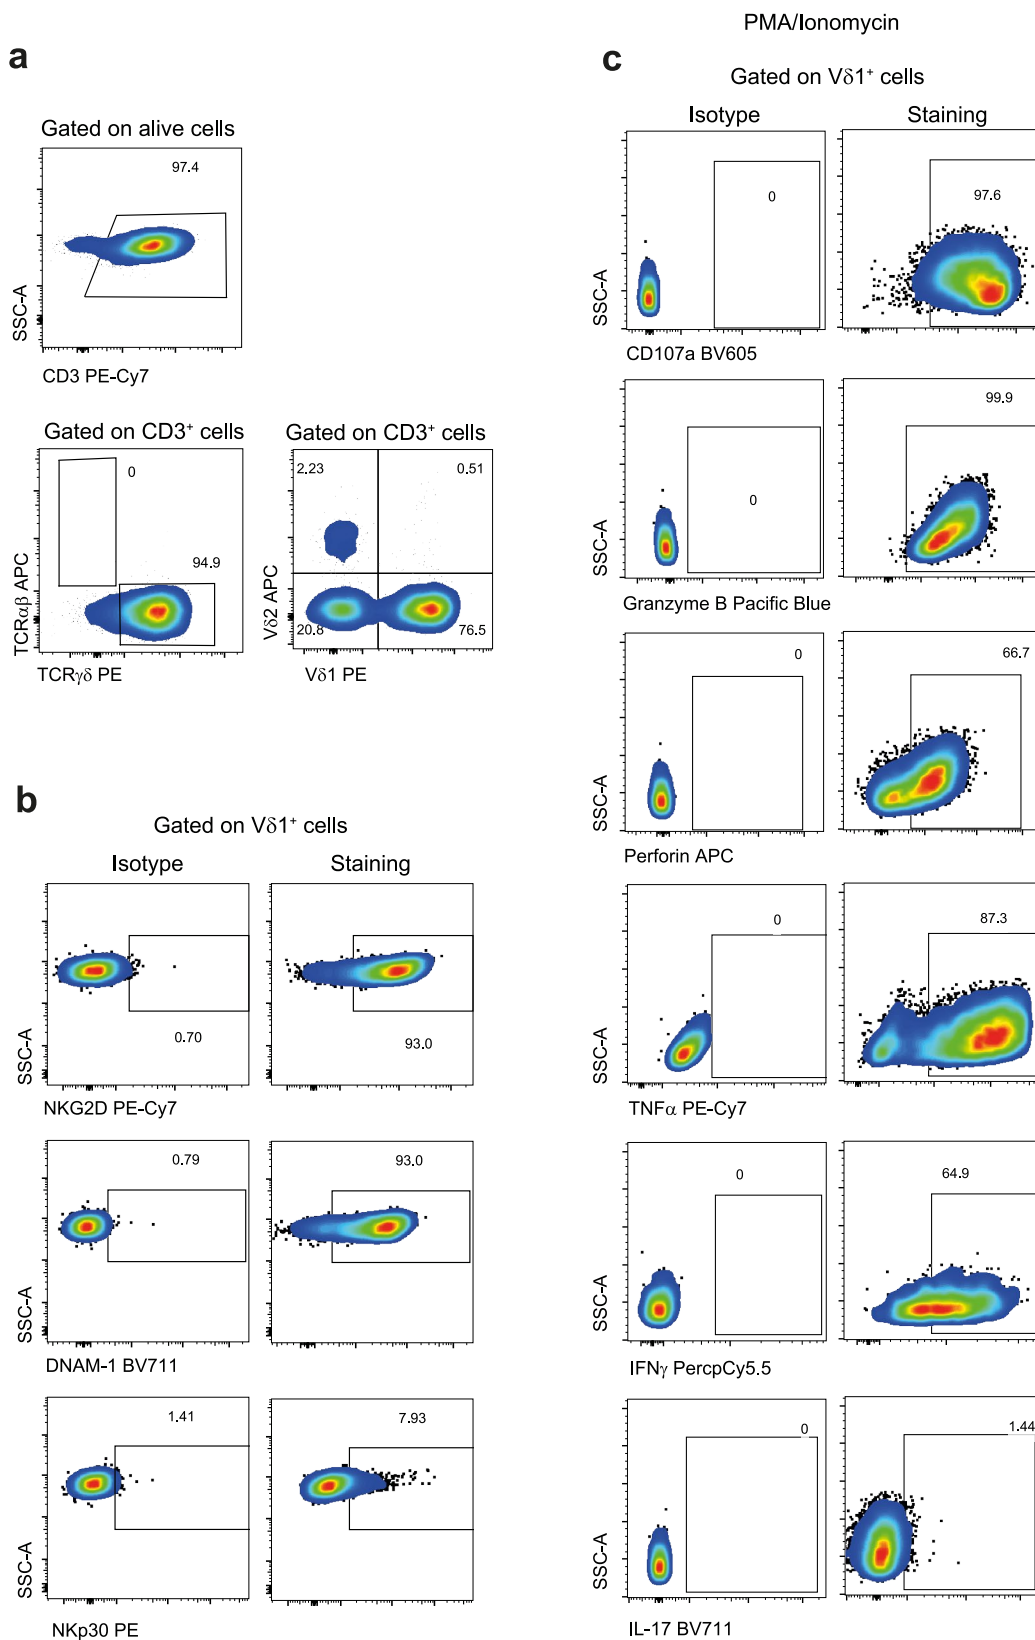 a
Gated on alive cells
97.4
SSC-A
CD3 PE-Cy7
Gated on CD3⁺ cells
0
94.9
TCRαβ APC
TCRγδ PE
Gated on CD3⁺ cells
2.23
0.51
20.8
76.5
Vδ2 APC
Vδ1 PE
b
Gated on Vδ1⁺ cells
Isotype
Staining
SSC-A
0.70
93.0
NKG2D PE-Cy7
0.79
93.0
SSC-A
DNAM-1 BV711
1.41
7.93
SSC-A
NKp30 PE
PMA/Ionomycin
c
Gated on Vδ1⁺ cells
Isotype
Staining
0
97.6
SSC-A
CD107a BV605
99.9
0
SSC-A
Granzyme B Pacific Blue
0
66.7
SSC-A
Perforin APC
0
87.3
SSC-A
TNFα PE-Cy7
0
64.9
SSC-A
IFNγ PercpCy5.5
0
1.44
SSC-A
IL-17 BV711